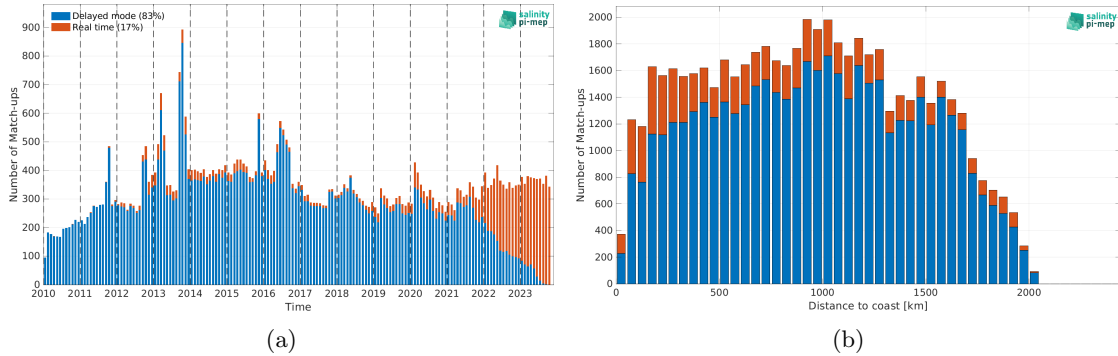 Delayed mode (83%)
Real time (17%)
salinity
pi-mep
900
800
700
600
500
400
300
200
100
0
Number of Match-ups
2010 2011 2012 2013 2014 2015 2016 2017 2018 2019 2020 2021 2022 2023
Time
(a)
salinity
pi-mep
2000
1800
1600
1400
1200
1000
800
600
400
200
0
Number of Match-ups
0 500 1000 1500 2000
Distance to coast [km]
(b)